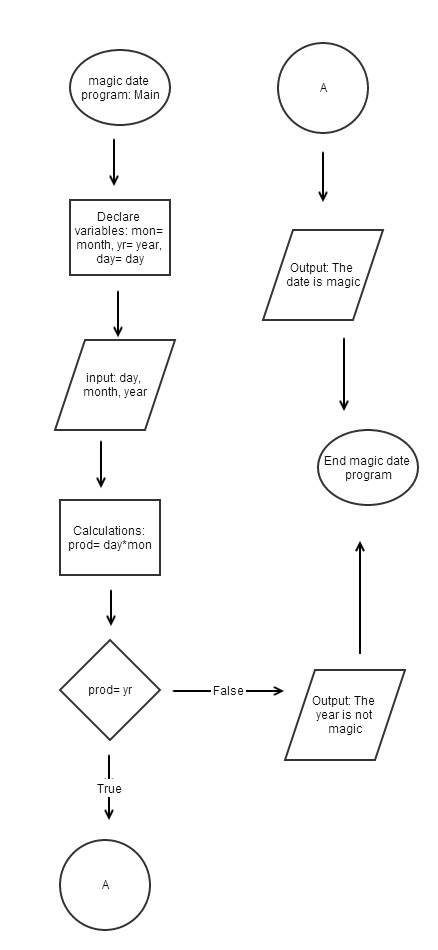 magic date
program: Main
Declare
variables: mon=
month, yr= year,
day= day
input: day,
month, year
Calculations:
prod= day*mon
prod= yr
False
True
A
A
Output: The
date is magic
End magic date
program
Output: The
year is not
magic